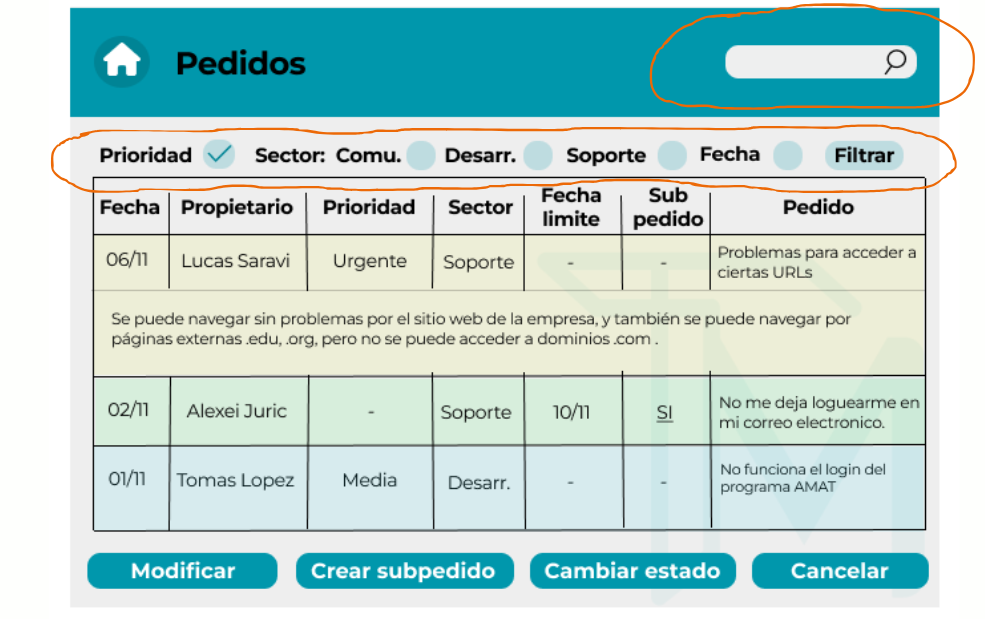 Pedidos
Prioridad Sector: Comu. Desarr. Soporte Fecha Filtrar
Fecha Propietario Prioridad Sector Fecha limite Sub pedido Pedido
06/11 Lucas Saravi Urgente Soporte - - Problemas para acceder a
ciertas URLs
Se puede navegar sin problemas por el sitio web de la empresa, y también se puede navegar por
páginas externas .edu, .org, pero no se puede acceder a dominios .com .
02/11 Alexei Juric - Soporte 10/11 SI No me deja loguearme en
mi correo electronico.
01/11 Tomas Lopez Media Desarr. - - No funciona el login del
programa AMAT
Modificar Crear subpedido Cambiar estado Cancelar